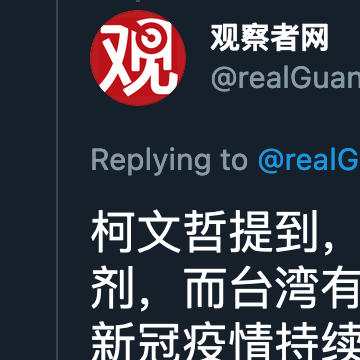 观
观察者网
@realGuan
Replying to @realG
柯文哲提到，
剂，而台湾有
新冠疫情持续